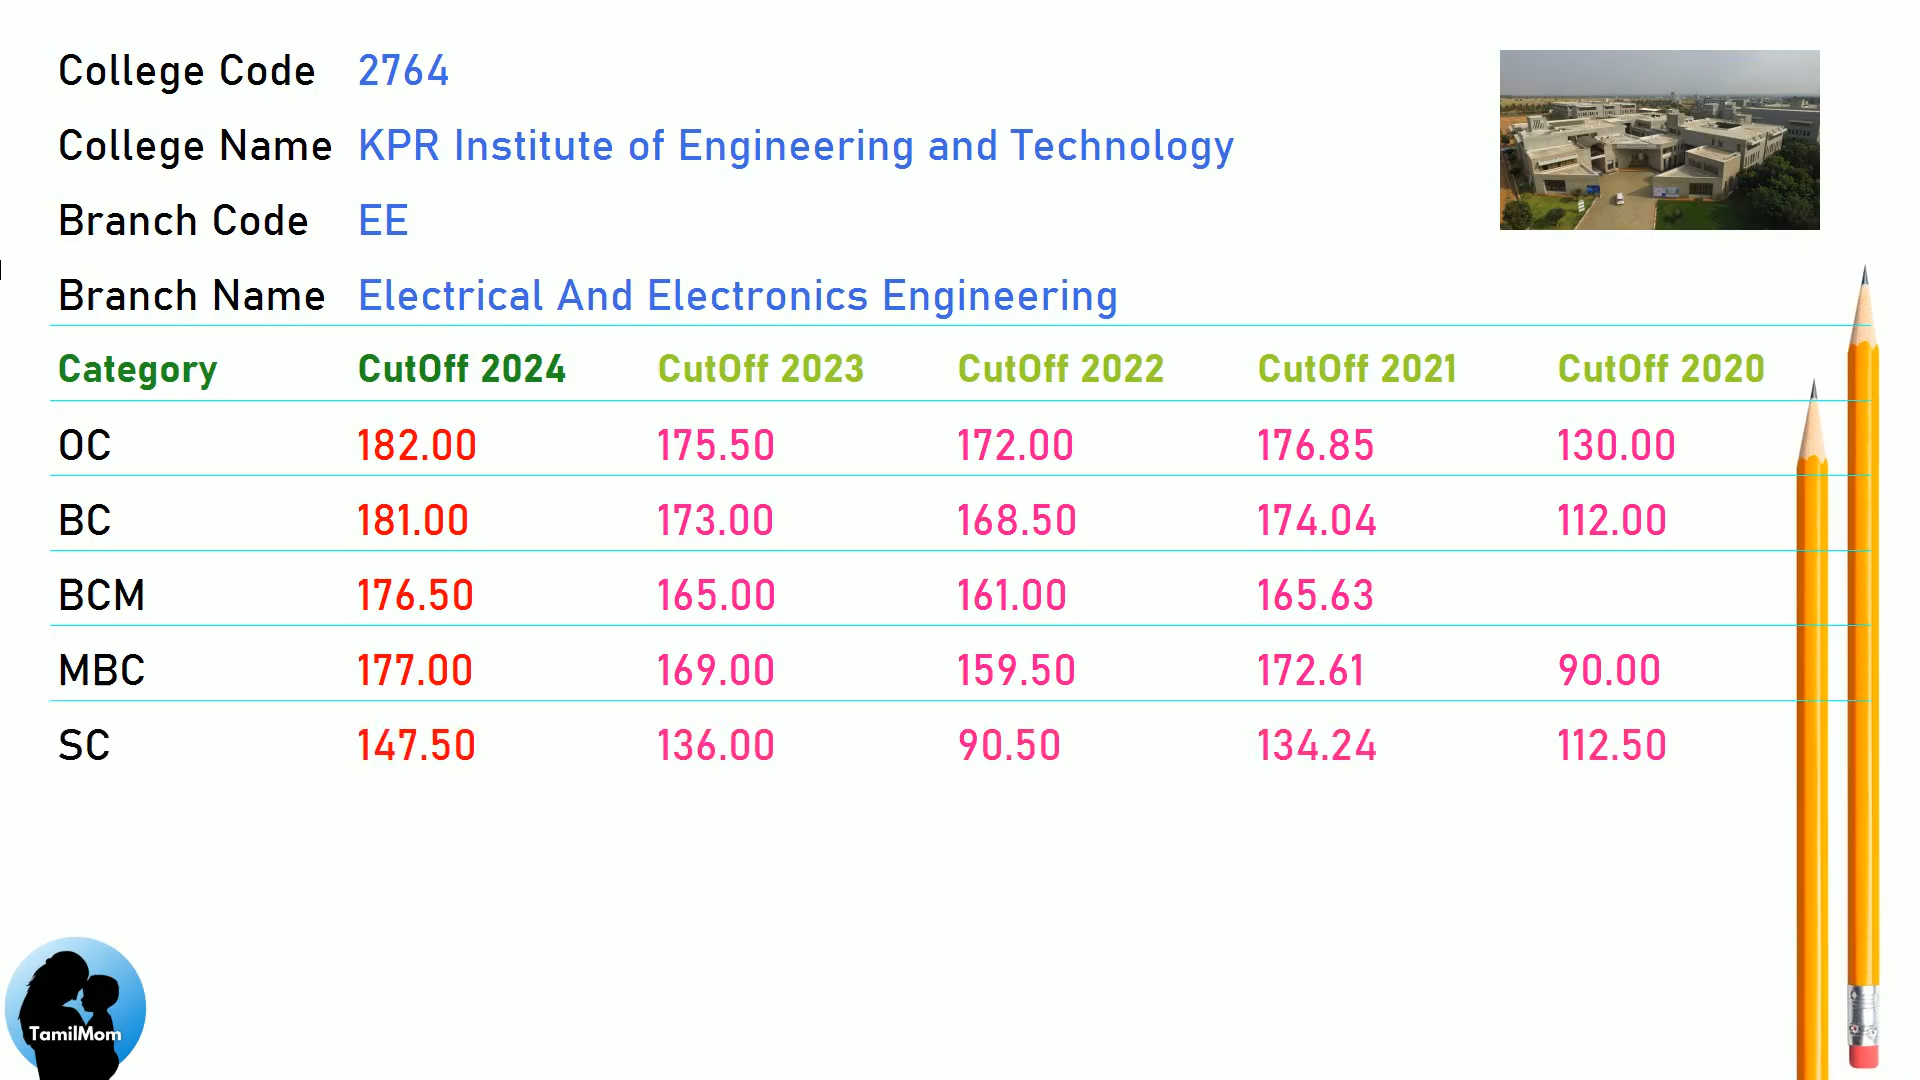 College Code 2764
College Name KPR Institute of Engineering and Technology
Branch Code EE
Branch Name Electrical And Electronics Engineering
Category CutOff 2024 CutOff 2023 CutOff 2022 CutOff 2021 CutOff 2020
OC 182.00 175.50 172.00 176.85 130.00
BC 181.00 173.00 168.50 174.04 112.00
BCM 176.50 165.00 161.00 165.63
MBC 177.00 169.00 159.50 172.61 90.00
SC 147.50 136.00 90.50 134.24 112.50
TamilMom